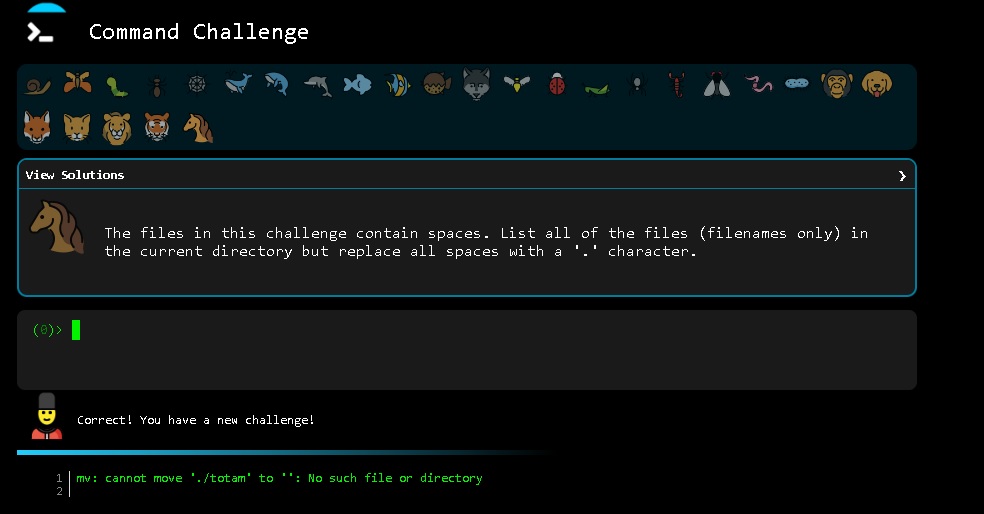 Command Challenge
View Solutions
The files in this challenge contain spaces. List all of the files (filenames only) in
the current directory but replace all spaces with a '.' character.
(0)>
Correct! You have a new challenge!
1 mv: cannot move './totam' to '': No such file or directory
2